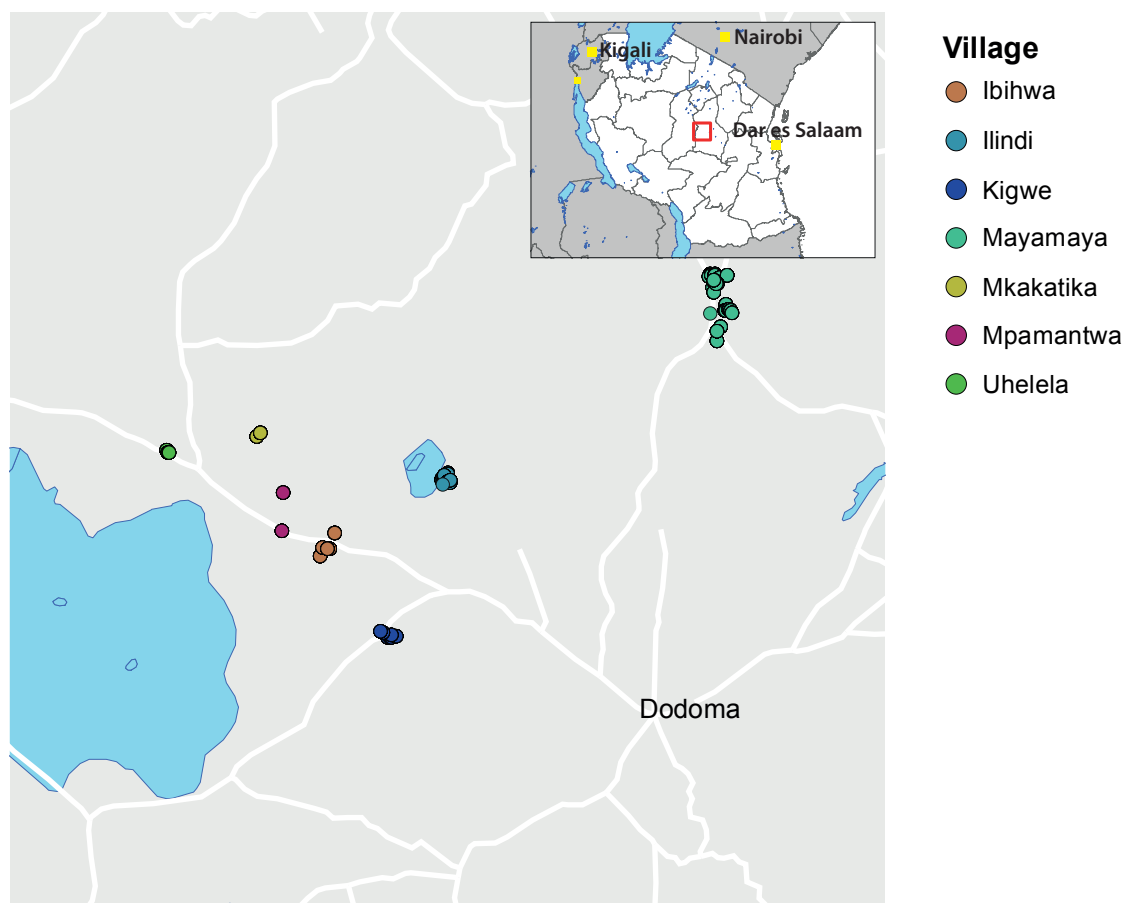 Kigali
Nairobi
Dar es Salaam
Dodoma
Village
Ibihwa
Ilindi
Kigwe
Mayamaya
Mkakatika
Mpamantwa
Uhelela